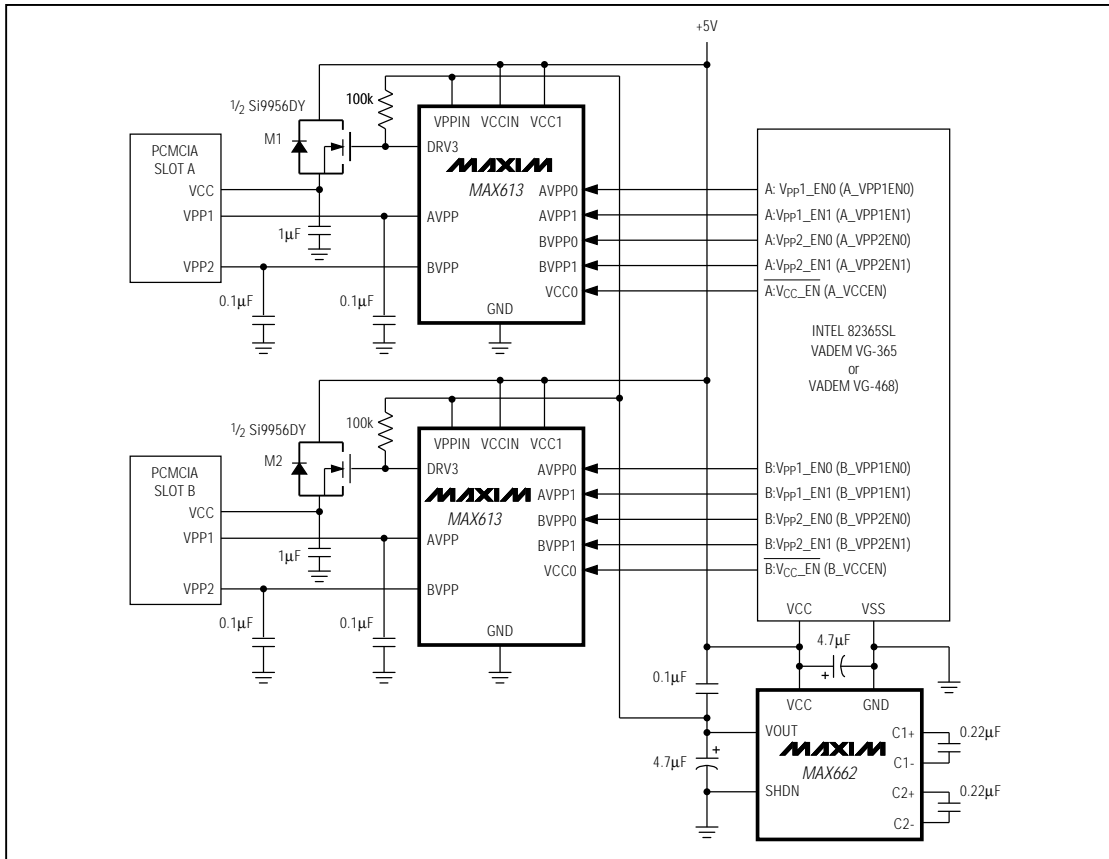 +5V
½ Si9956DY
100k
M1
PCMCIA
SLOT A
VCC
VPP1
VPP2
1µF
0.1µF
0.1µF
VPPIN VCCIN VCC1
DRV3
MAXIM
MAX613
AVPP
BVPP
AVPP0
AVPP1
BVPP0
BVPP1
VCC0
GND
A: VPP1_EN0 (A_VPP1EN0)
A:VPP1_EN1 (A_VPP1EN1)
A:VPP2_EN0 (A_VPP2EN0)
A:VPP2_EN1 (A_VPP2EN1)
A:VCC_EN (A_VCCEN)
INTEL 82365SL
VADEM VG-365
or
VADEM VG-468)
½ Si9956DY
100k
M2
PCMCIA
SLOT B
VCC
VPP1
VPP2
1µF
0.1µF
0.1µF
VPPIN VCCIN VCC1
DRV3
MAXIM
MAX613
AVPP
BVPP
AVPP0
AVPP1
BVPP0
BVPP1
VCC0
GND
B:VPP1_EN0 (B_VPP1EN0)
B:VPP1_EN1 (B_VPP1EN1)
B:VPP2_EN0 (B_VPP2EN0)
B:VPP2_EN1 (B_VPP2EN1)
B:VCC_EN (B_VCCEN)
VCC VSS
4.7µF
+
0.1µF
4.7µF
+
VCC GND
VOUT
MAXIM
MAX662
SHDN
C1+
C1-
C2+
C2-
0.22µF
0.22µF